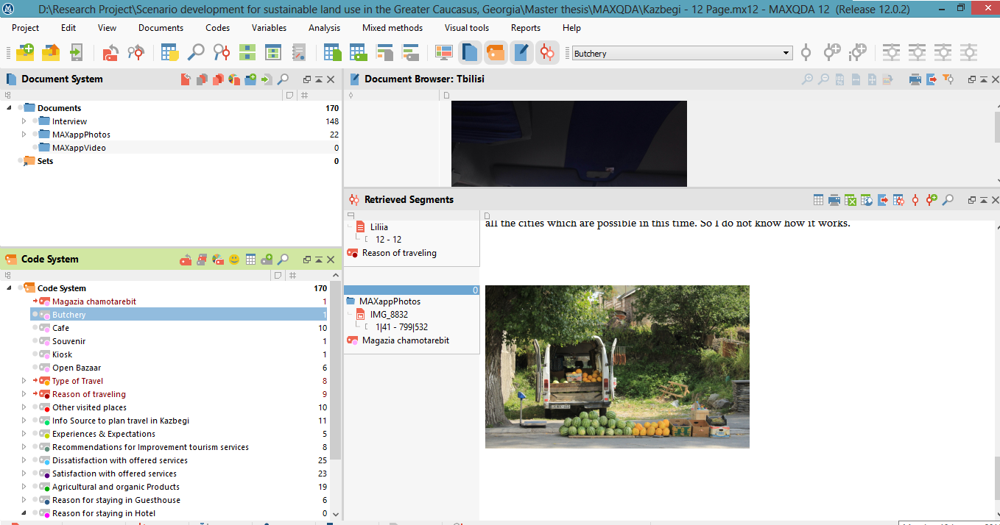 D:\Research Project\Scenario development for sustainable land use in the Greater Caucasus, Georgia\Master thesis\MAXQDA\Kazbegi - 12 Page.mx12 - MAXQDA 12 (Release 12.0.2)
Project Edit View Documents Codes Variables Analysis Mixed methods Visual tools Reports Help
Butchery
Document System
Documents 170
Interview 148
MAXappPhotos 22
MAXappVideo 0
Sets 0
Code System
Code System 170
Magazia chamotarebit 1
Butchery 1
Cafe 10
Souvenir 1
Kiosk 1
Open Bazaar 6
Type of Travel 8
Reason of traveling 9
Other visited places 10
Info Source to plan travel in Kazbegi 11
Experiences & Expectations 5
Recommendations for Improvement tourism services 8
Dissatisfaction with offered services 25
Satisfaction with offered services 23
Agricultural and organic Products 19
Reason for staying in Guesthouse 6
Reason for staying in Hotel 0
Document Browser: Tbilisi
Retrieved Segments
Liliia
12 - 12
Reason of traveling
all the cities which are possible in this time. So I do not know how it works.
0
MAXappPhotos
IMG_8832
1|41 - 799|532
Magazia chamotarebit